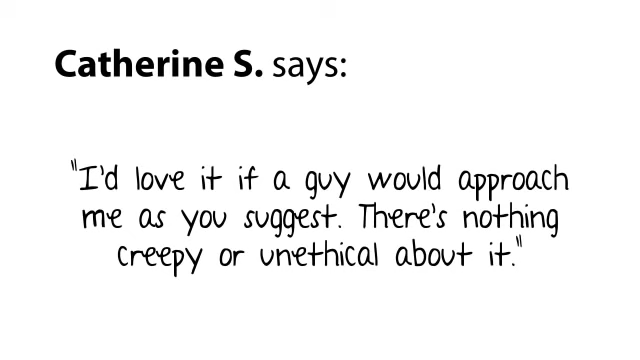 Catherine S. says:
"I'd love it if a guy would approach
me as you suggest. There's nothing
creepy or unethical about it."